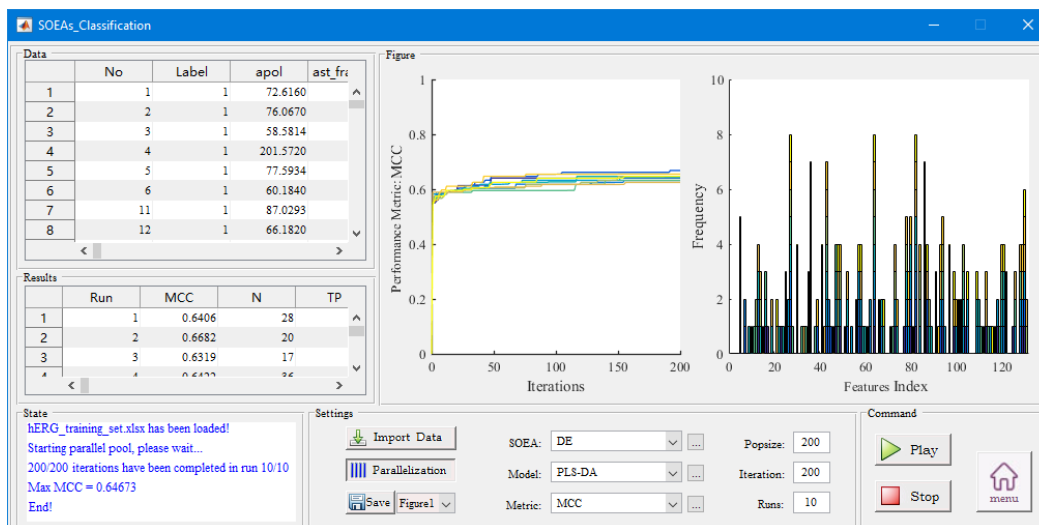 SOEAs_Classification
Data
No Label apol ast_fra
1 1 1 72.6160
2 2 1 76.0670
3 3 1 58.5814
4 4 1 201.5720
5 5 1 77.5934
6 6 1 60.1840
7 11 1 87.0293
8 12 1 66.1820
Results
Run MCC N TP
1 1 0.6406 28
2 2 0.6682 20
3 3 0.6319 17
4 4 0.6422 36
Figure
Performance Metric: MCC
1
0.8
0.6
0.4
0.2
0
0 50 100 150 200
Iterations
Frequency
10
8
6
4
2
0
0 20 40 60 80 100 120
Features Index
State
hERG_training_set.xlsx has been loaded!
Starting parallel pool, please wait...
200/200 iterations have been completed in run 10/10
Max MCC = 0.64673
End!
Settings
Import Data
Parallelization
Save Figure1
SOEA: DE ...
Model: PLS-DA ...
Metric: MCC ...
Popsize: 200
Iteration: 200
Runs: 10
Command
Play
Stop
menu